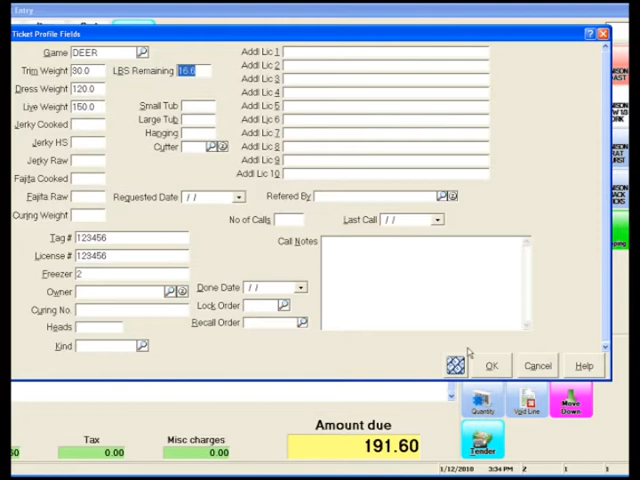 Entry
Ticket Profile Fields
Game DEER
Trim Weight 30.0 LBS Remaining 16.6
Dress Weight 120.0
Live Weight 150.0
Jerky Cooked
Jerky HS
Jerky Raw
Fajita Cooked
Fajita Raw
Curing Weight
Small Tub
Large Tub
Hanging
Cutter
Addl Lic 1
Addl Lic 2
Addl Lic 3
Addl Lic 4
Addl Lic 5
Addl Lic 6
Addl Lic 7
Addl Lic 8
Addl Lic 9
Addl Lic 10
Requested Date / / Refered By
No of Calls Last Call / /
Tag # 123456
License # 123456
Freezer 2
Owner
Curing No.
Heads
Kind
Call Notes
Done Date / /
Lock Order
Recall Order
OK Cancel Help
Quantity Void Line Move Down
Amount due
Tax Misc charges
0.00 0.00 191.60
Tender
1/12/2010 3:34 PM Z 1 1